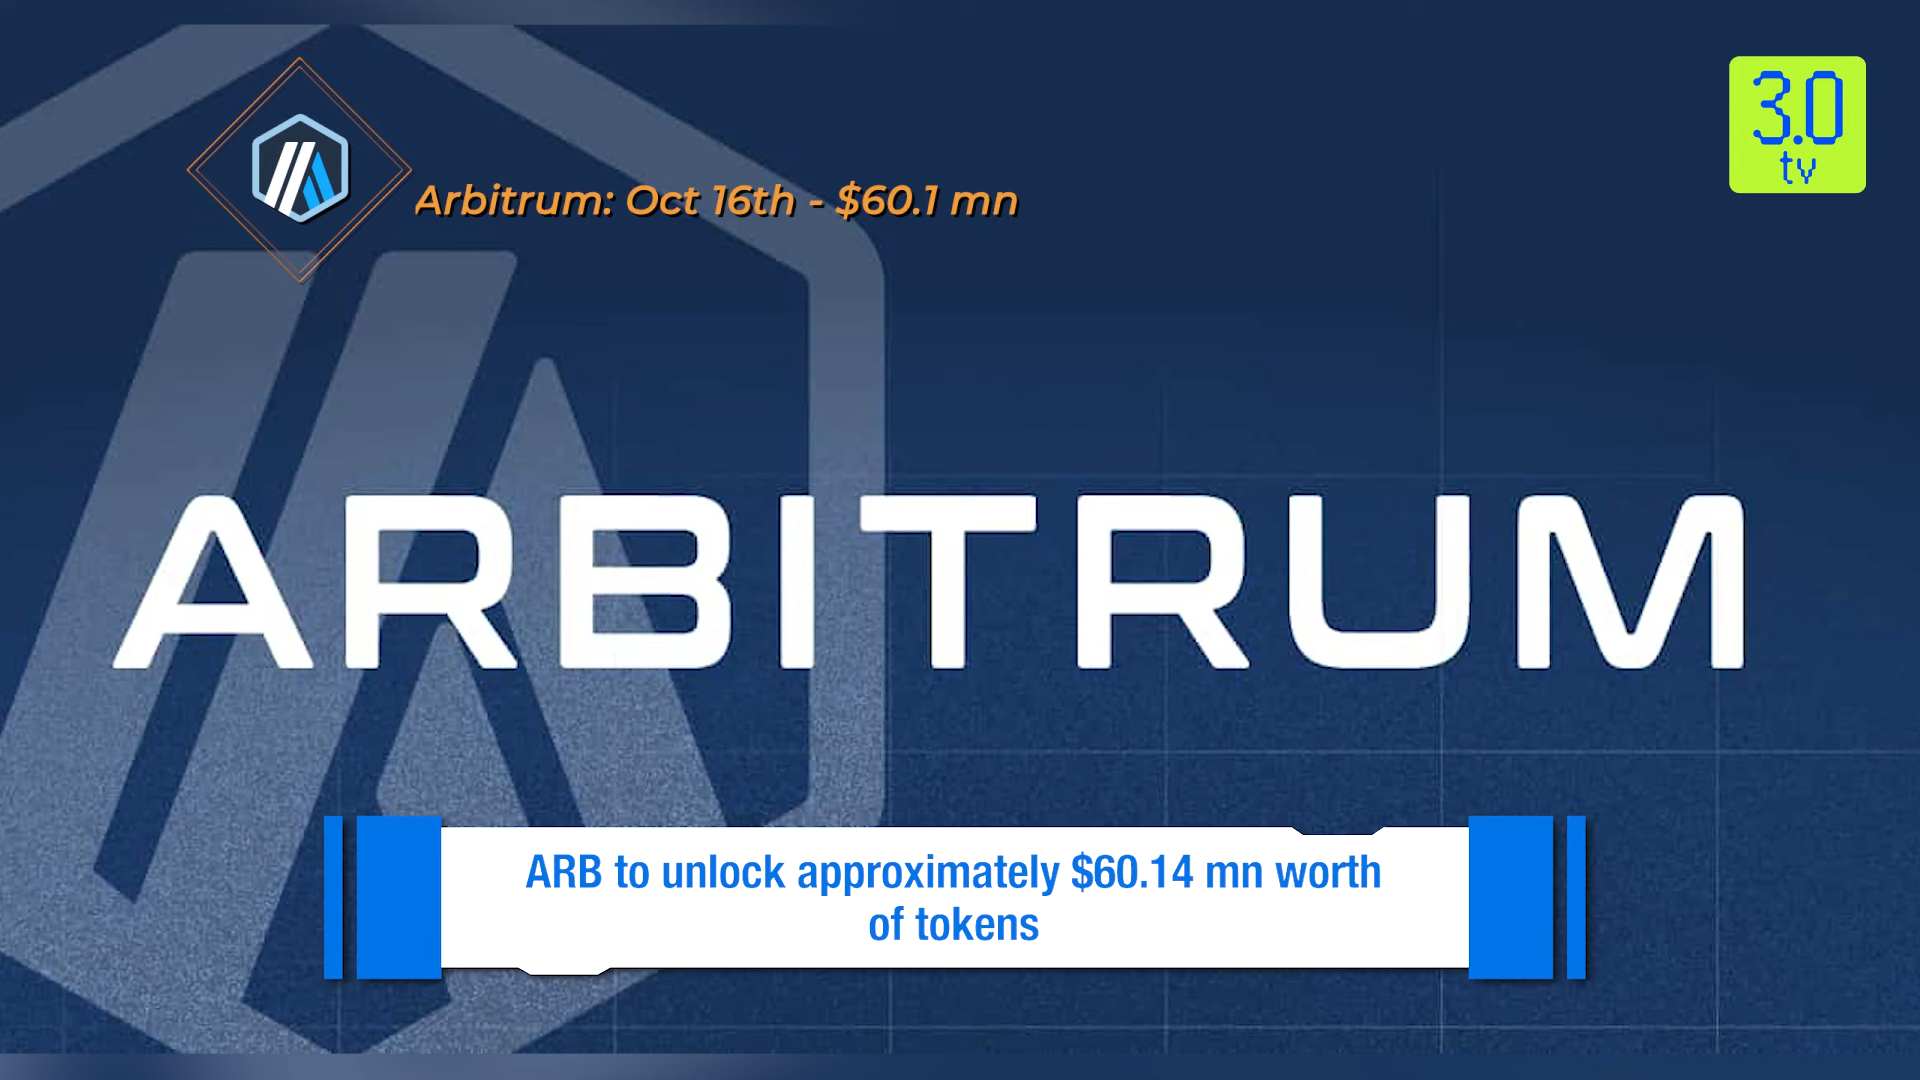 3.0
tv
Arbitrum: Oct 16th - $60.1 mn
ARBITRUM
ARB to unlock approximately $60.14 mn worth
of tokens